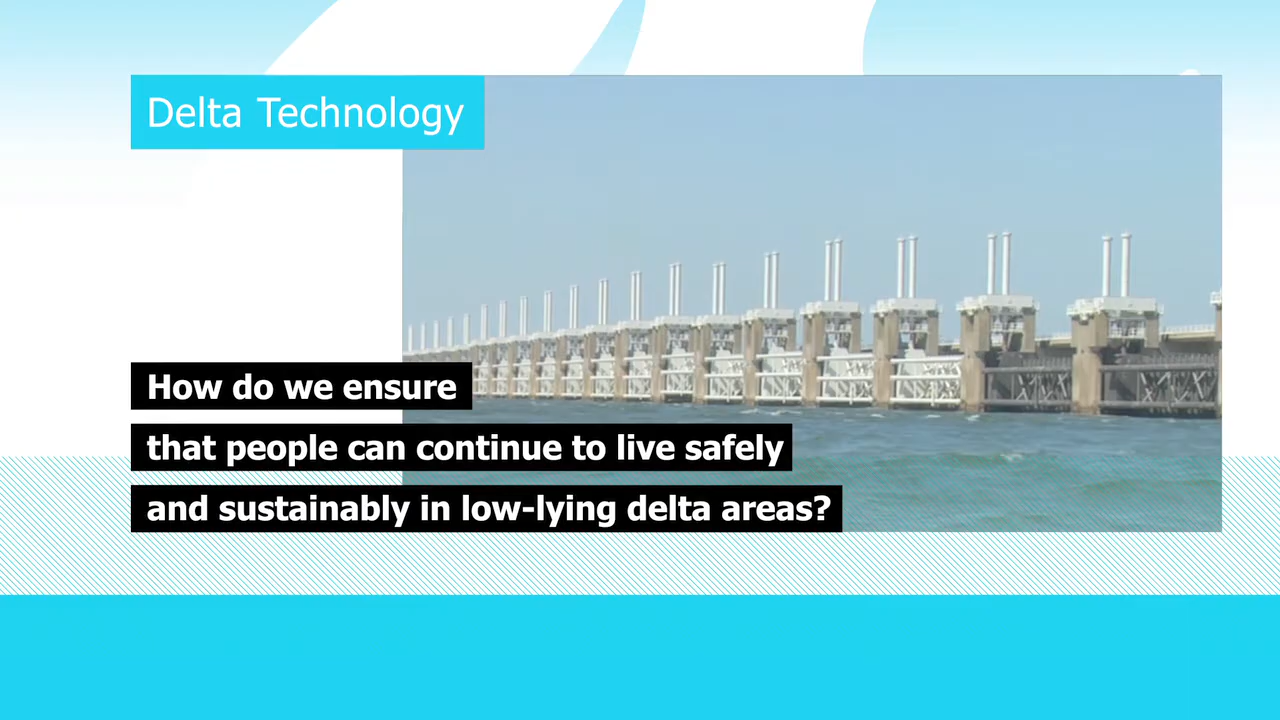 Delta Technology
How do we ensure
that people can continue to live safely
and sustainably in low-lying delta areas?